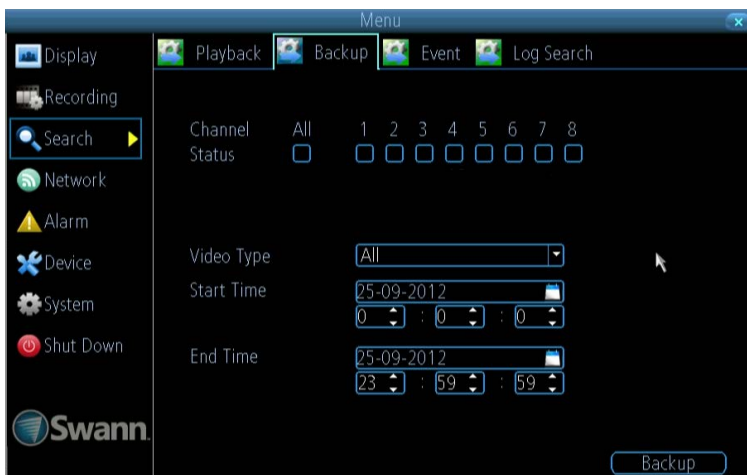 Menu
Display
Recording
Search
Network
Alarm
Device
System
Shut Down
Swann.
Playback Backup Event Log Search
Channel All 1 2 3 4 5 6 7 8
Status
Video Type All
Start Time 25-09-2012
0 : 0 : 0
End Time 25-09-2012
23 : 59 : 59
Backup